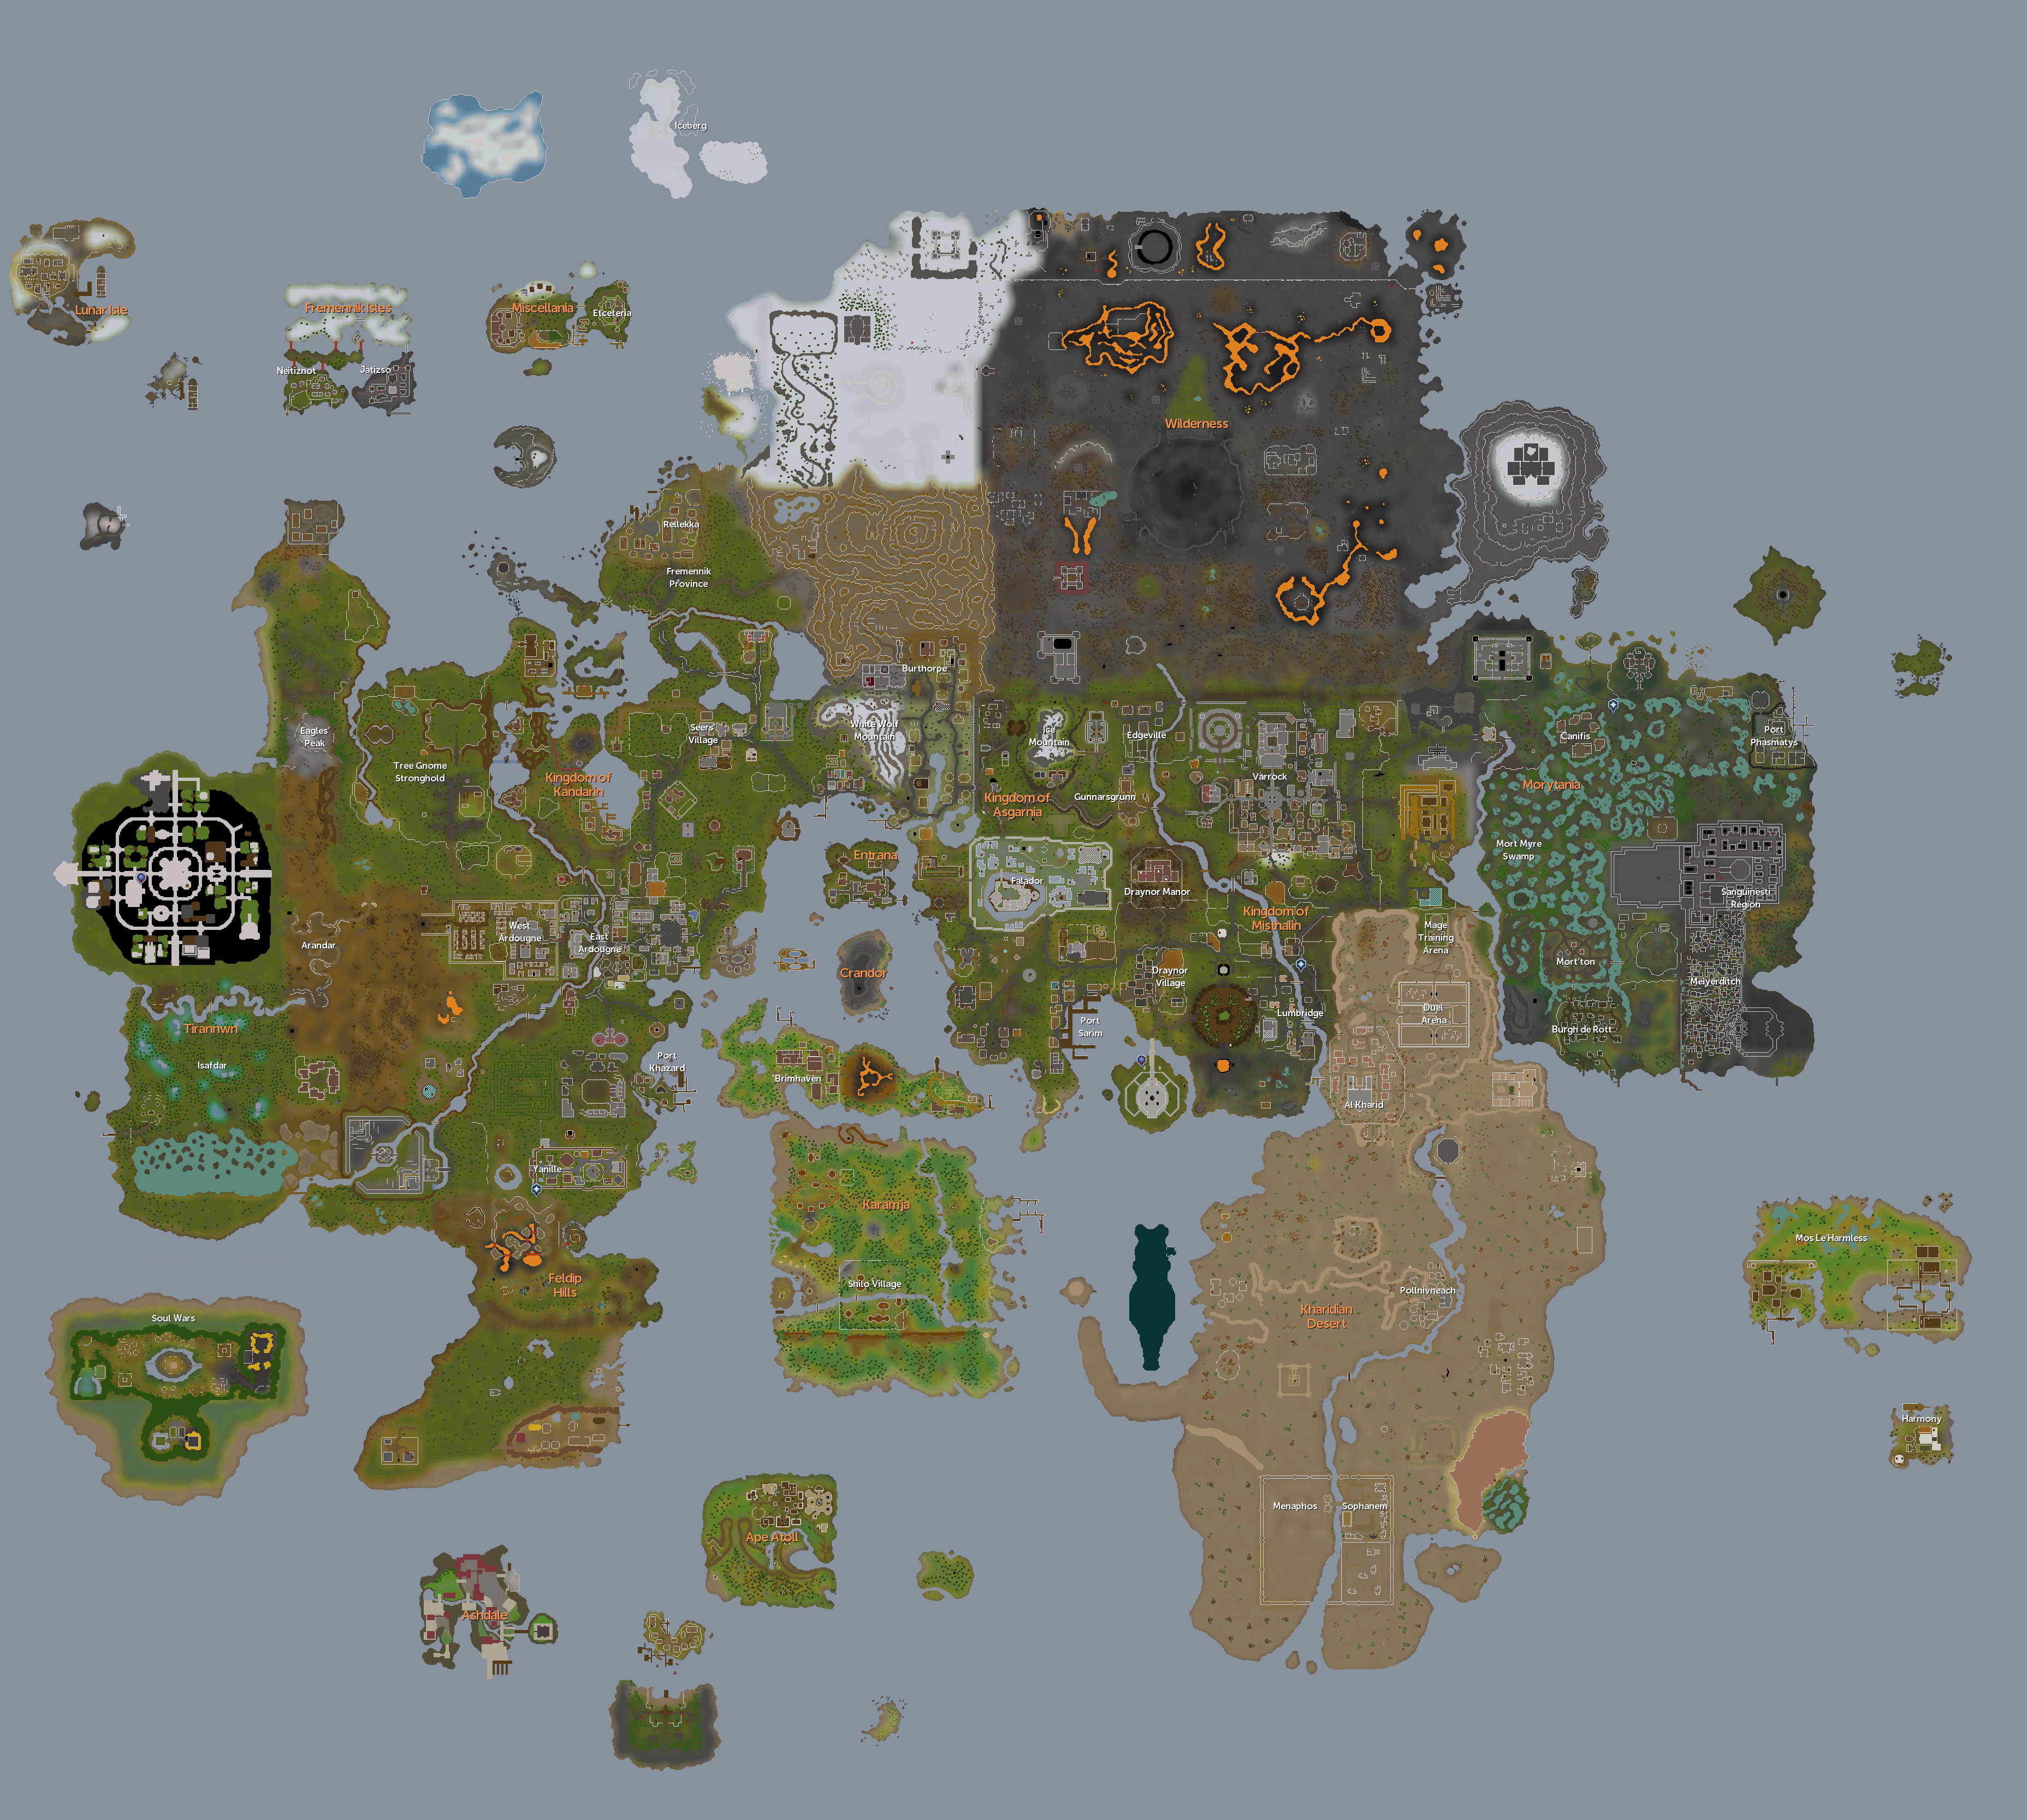 Iceberg
Lunar Isle
Fremennik Isles
Miscellania
Etceteria
Neitiznot
Jatizso
Wilderness
Rellekka
Fremennik
Province
Burthorpe
Eagles'
Peak
Tree Gnome
Stronghold
Seers'
Village
White Wolf
Mountain
Ice
Mountain
Edgeville
Canifis
Port
Phasmatys
Kingdom of
Kandarin
Varrock
Morytania
Kingdom of
Asgarnia
Gunnarsgrunn
Entrana
Falador
Draynor Manor
Mort Myre
Swamp
Sanguinesti
Region
Kingdom of
Misthalin
Arandar
West
Ardougne
East
Ardougne
Mage
Training
Arena
Crandor
Draynor
Village
Mort'ton
Meiyerditch
Tirannwn
Isafdar
Port
Khazard
Brimhaven
Port
Sarim
Lumbridge
Duel
Arena
Burgh de Rott
Al Kharid
Yanille
Karamja
Mos Le'Harmless
Feldip
Hills
Shilo Village
Pollnivneach
Kharidian
Desert
Soul Wars
Harmony
Menaphos
Sophanem
Ape Atoll
Ashdale